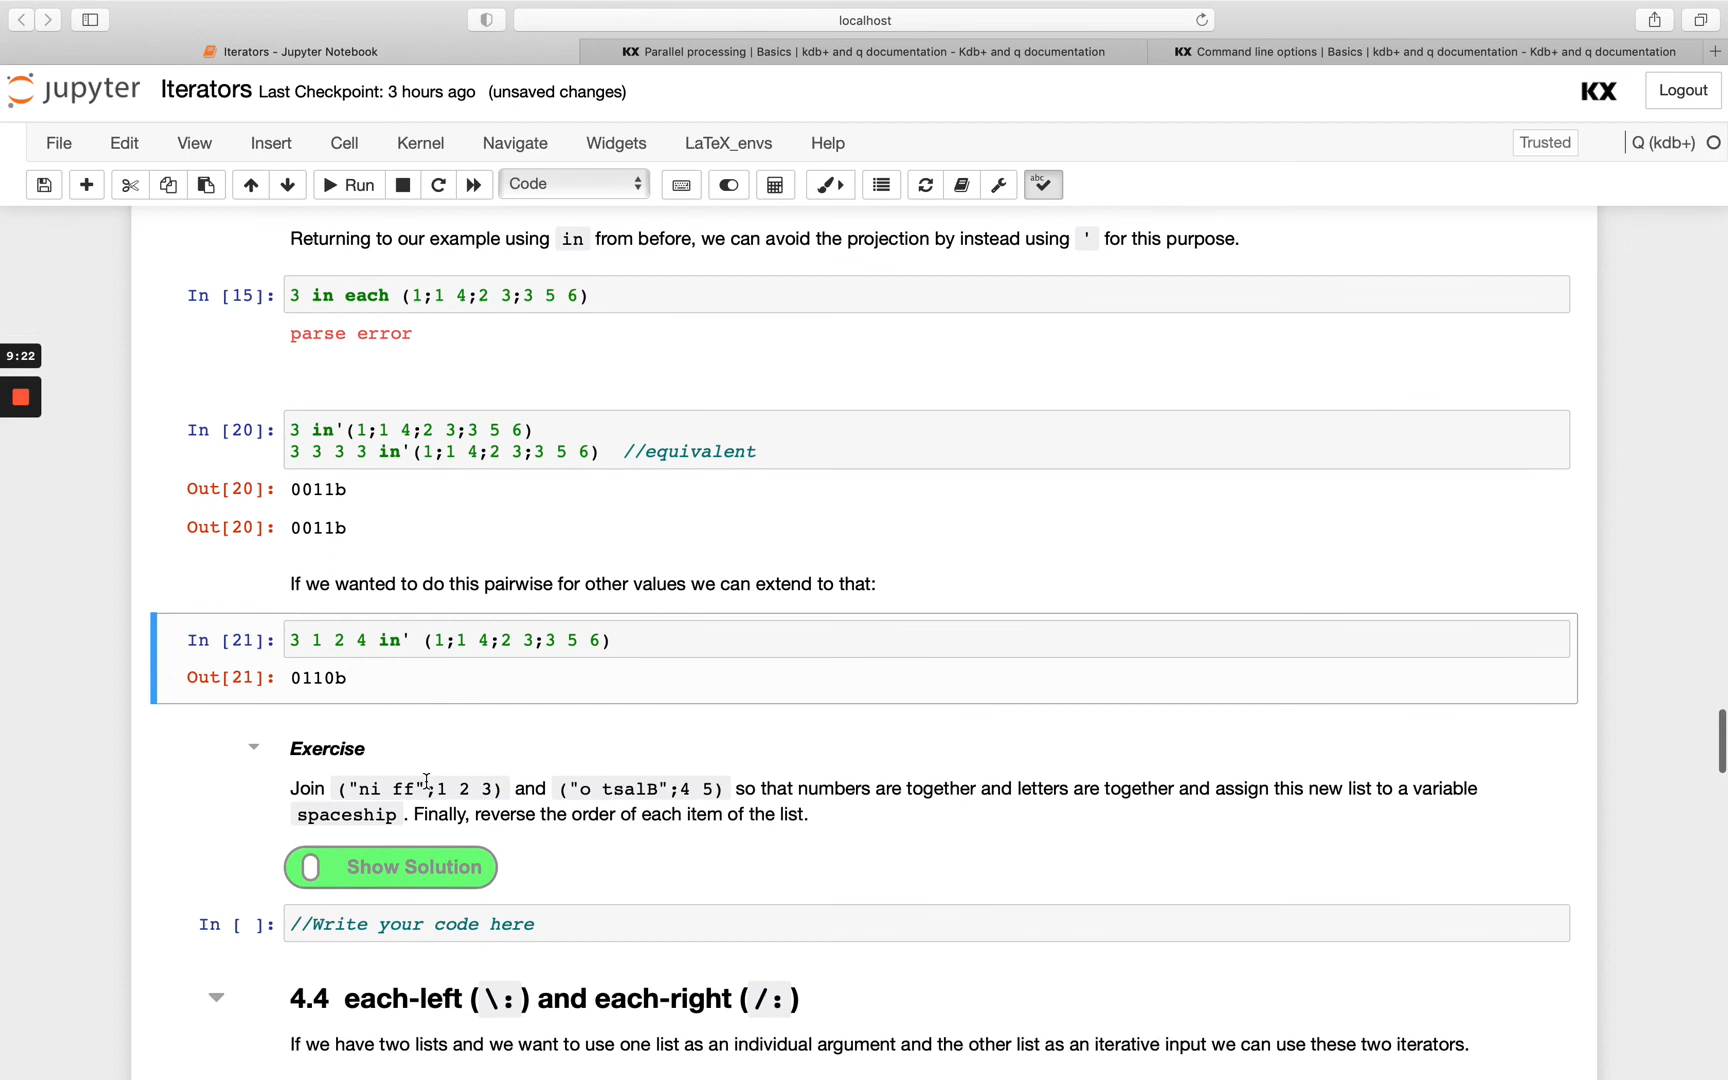 localhost
Iterators - Jupyter Notebook
KX Parallel processing | Basics | kdb+ and q documentation - Kdb+ and q documentation
KX Command line options | Basics | kdb+ and q documentation - Kdb+ and q documentation
jupyter Iterators Last Checkpoint: 3 hours ago (unsaved changes)
KX
Logout
File Edit View Insert Cell Kernel Navigate Widgets LaTeX_envs Help
Trusted
Q (kdb+)
Run
Code
abc
Returning to our example using in from before, we can avoid the projection by instead using ' for this purpose.
In [15]: 3 in each (1;1 4;2 3;3 5 6)
parse error
9:22
In [20]: 3 in'(1;1 4;2 3;3 5 6)
3 3 3 3 in'(1;1 4;2 3;3 5 6) //equivalent
Out[20]: 0011b
Out[20]: 0011b
If we wanted to do this pairwise for other values we can extend to that:
In [21]: 3 1 2 4 in' (1;1 4;2 3;3 5 6)
Out[21]: 0110b
Exercise
Join ("ni ff";1 2 3) and ("o tsalB";4 5) so that numbers are together and letters are together and assign this new list to a variable
spaceship . Finally, reverse the order of each item of the list.
Show Solution
In [ ]: //Write your code here
4.4 each-left (\:) and each-right (/:)
If we have two lists and we want to use one list as an individual argument and the other list as an iterative input we can use these two iterators.